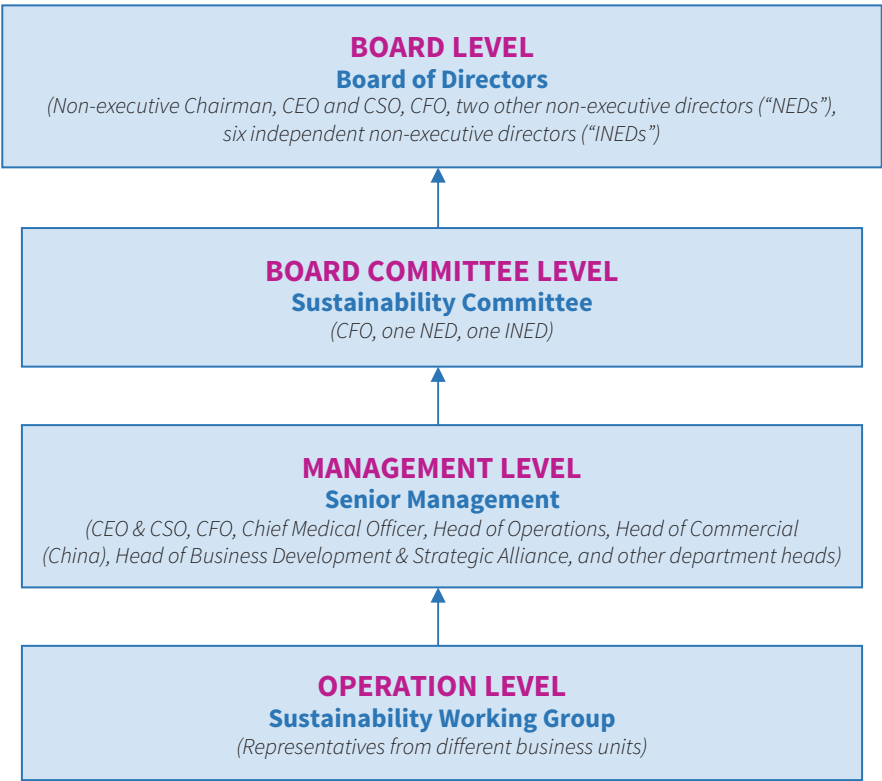 BOARD LEVEL
Board of Directors
(Non-executive Chairman, CEO and CSO, CFO, two other non-executive directors (“NEDs”),
six independent non-executive directors (“INEDs”)
BOARD COMMITTEE LEVEL
Sustainability Committee
(CFO, one NED, one INED)
MANAGEMENT LEVEL
Senior Management
(CEO & CSO, CFO, Chief Medical Officer, Head of Operations, Head of Commercial
(China), Head of Business Development & Strategic Alliance, and other department heads)
OPERATION LEVEL
Sustainability Working Group
(Representatives from different business units)